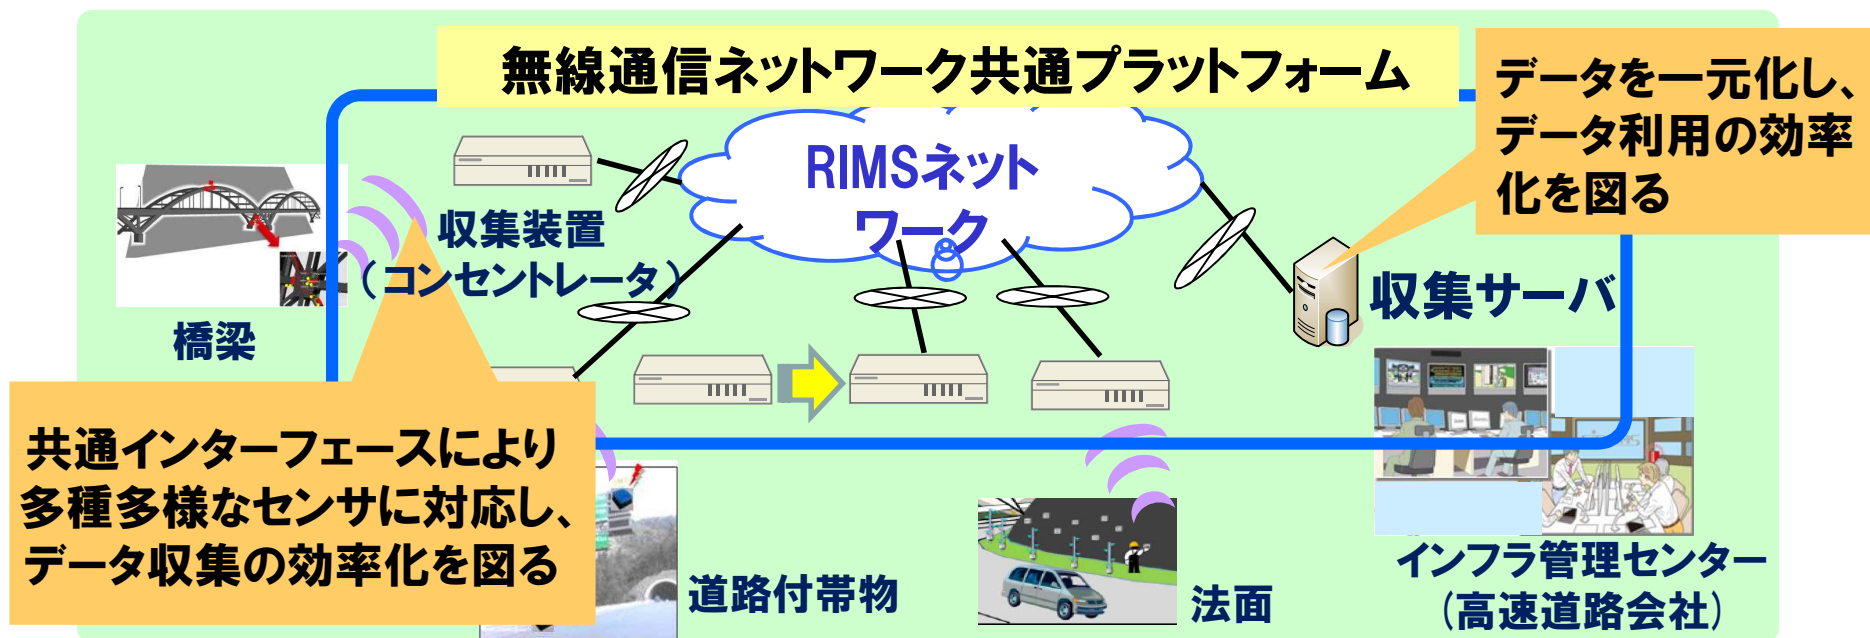 無線通信ネットワーク共通プラットフォーム
データを一元化し、
データ利用の効率
化を図る
RIMSネット
ワーク
収集装置
（コンセントレータ）
収集サーバ
橋梁
共通インターフェースにより
多種多様なセンサに対応し、
データ収集の効率化を図る
道路付帯物
法面
インフラ管理センター
(高速道路会社)